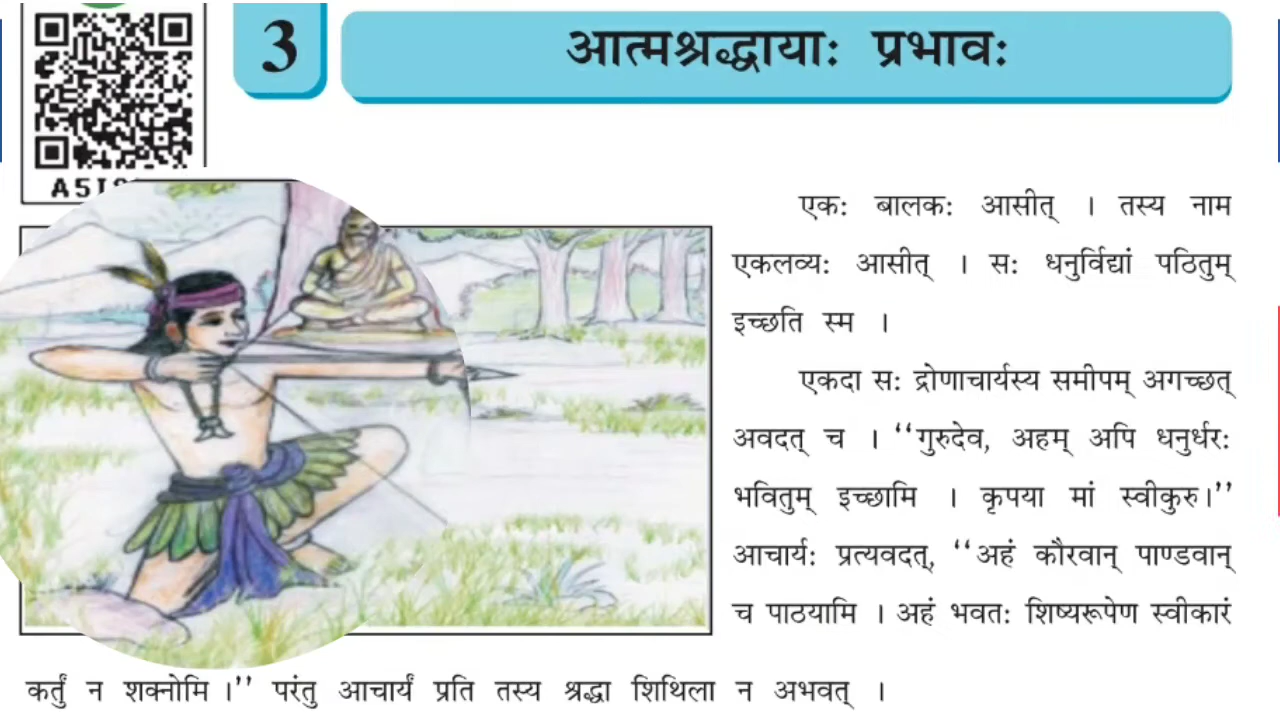 3
आत्मश्रद्धायाः प्रभावः
एकः बालकः आसीत् । तस्य नाम
एकलव्यः आसीत् । सः धनुर्विद्यां पठितुम्
इच्छति स्म ।
एकदा सः द्रोणाचार्यस्य समीपम् अगच्छत्
अवदत् च । ‘‘गुरुदेव, अहम् अपि धनुर्धरः
भवितुम् इच्छामि । कृपया मां स्वीकुरु।’’
आचार्यः प्रत्यवदत्, ‘‘अहं कौरवान् पाण्डवान्
च पाठयामि । अहं भवतः शिष्यरूपेण स्वीकारं
कर्तुं न शक्नोमि ।’’ परंतु आचार्यं प्रति तस्य श्रद्धा शिथिला न अभवत् ।